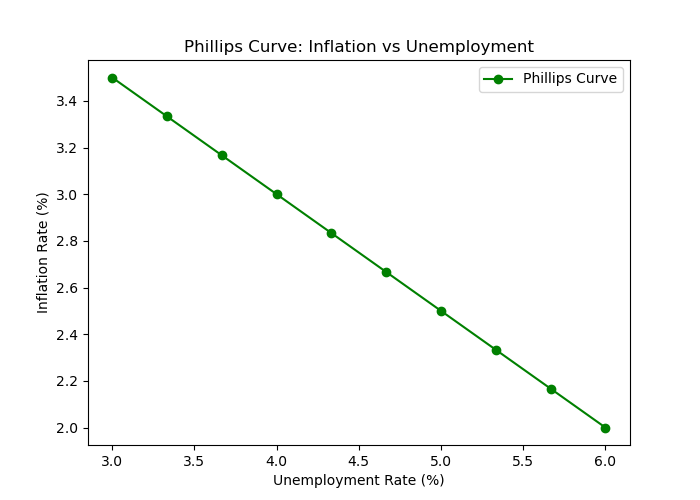 Phillips Curve: Inflation vs Unemployment
Phillips Curve
3.4
3.2
3.0
2.8
2.6
2.4
2.2
2.0
Inflation Rate (%)
3.0 3.5 4.0 4.5 5.0 5.5 6.0
Unemployment Rate (%)